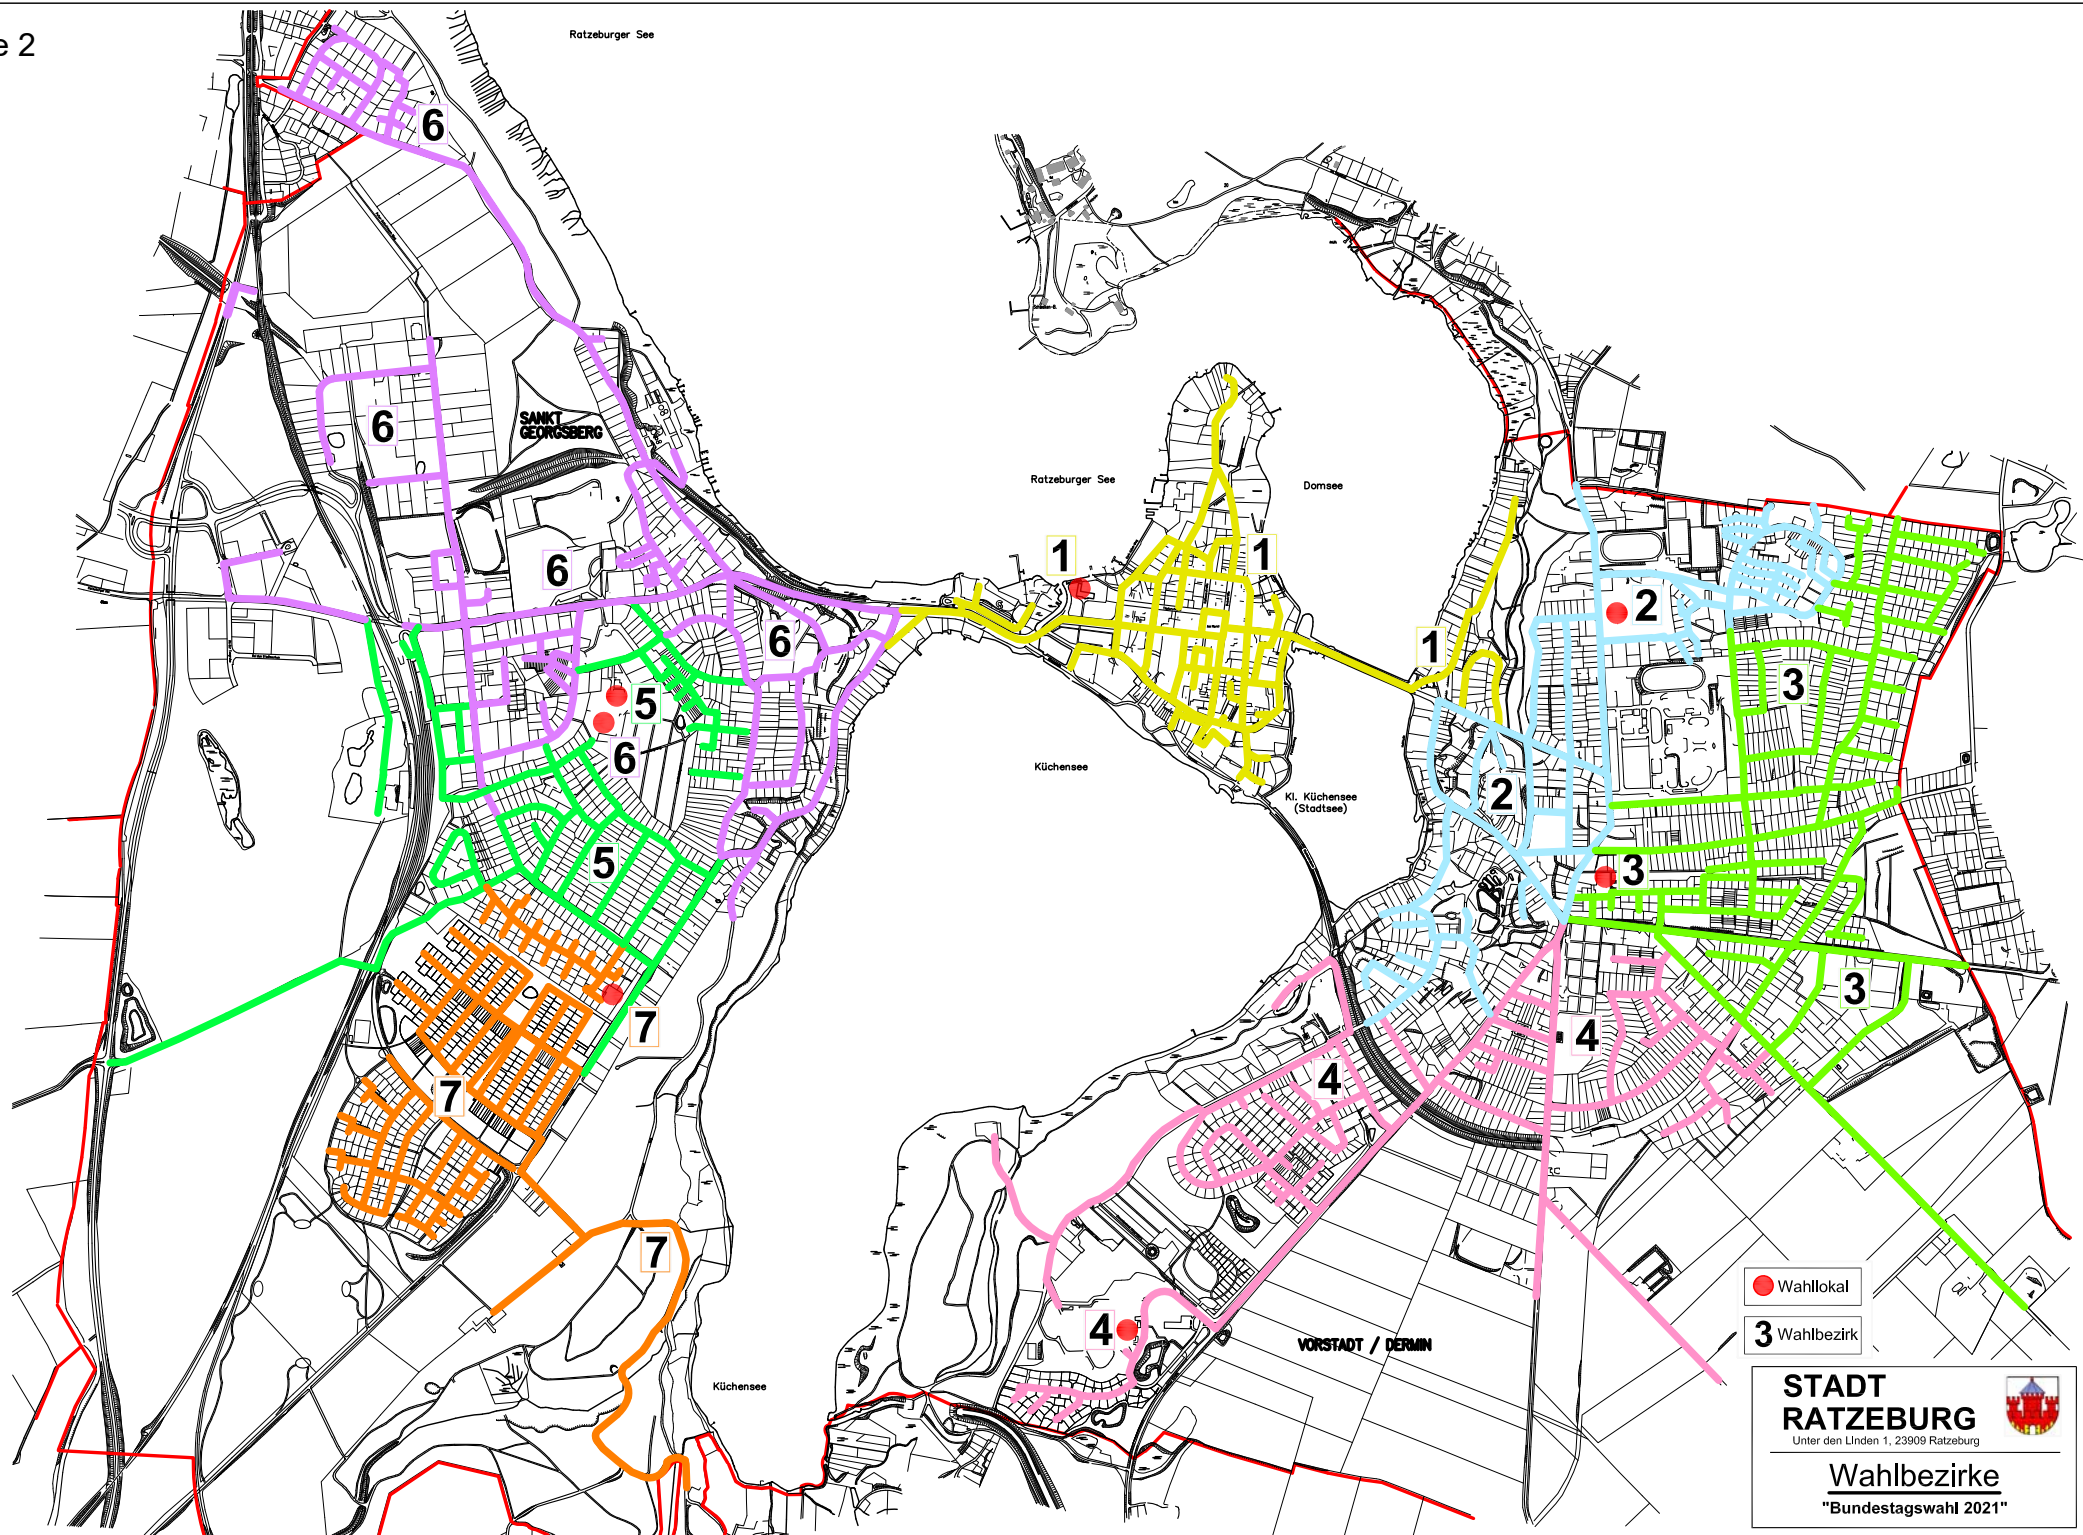 e 2
Ratzeburger See
6
6
SANKT
GEORGSBERG
Ratzeburger See
Domsee
1
1
6
2
1
6
3
5
6
Küchensee
Kl. Küchensee
(Stadtsee)
2
5
3
3
7
4
4
7
7
Wahllokal
4
3 Wahlbezirk
VORSTADT / DERMIN
Küchensee
STADT
RATZEBURG
Unter den LInden 1, 23909 Ratzeburg
Wahlbezirke
"Bundestagswahl 2021"